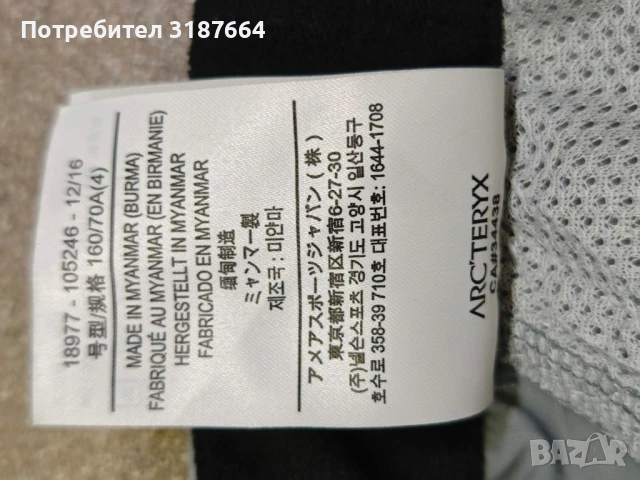 Потребител 3187664
18977 - 105246 - 12/16
号型/规格 160/70A(4)
MADE IN MYANMAR (BURMA)
FABRIQUÉ AU MYANMAR (EN BIRMANIE)
HERGESTELLT IN MYANMAR
FABRICADO EN MYANMAR
缅甸制造
ミャンマー製
제조국 : 미얀마
アメアスポーツジャパン(株)
東京都新宿区新宿6-27-30
(주)넬슨스포츠 경기도 고양시 일산동구
호수로 358-39 710호 대표번호: 1644-1708
ARC'TERYX
CA#34438
BAZAR
bg